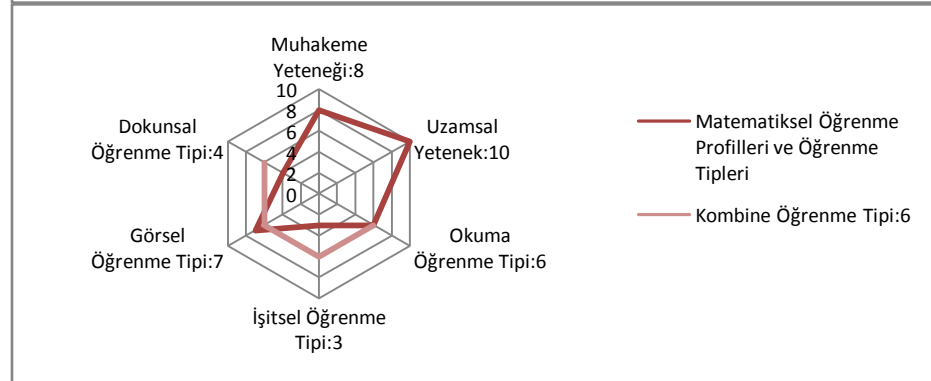 Muhakeme
Yeteneği:8
10
8
6
4
2
0
Dokunsal
Öğrenme Tipi:4
Uzamsal
Yetenek:10
Görsel
Öğrenme Tipi:7
Okuma
Öğrenme Tipi:6
İşitsel Öğrenme
Tipi:3
Matematiksel Öğrenme
Profilleri ve Öğrenme
Tipleri
Kombine Öğrenme Tipi:6